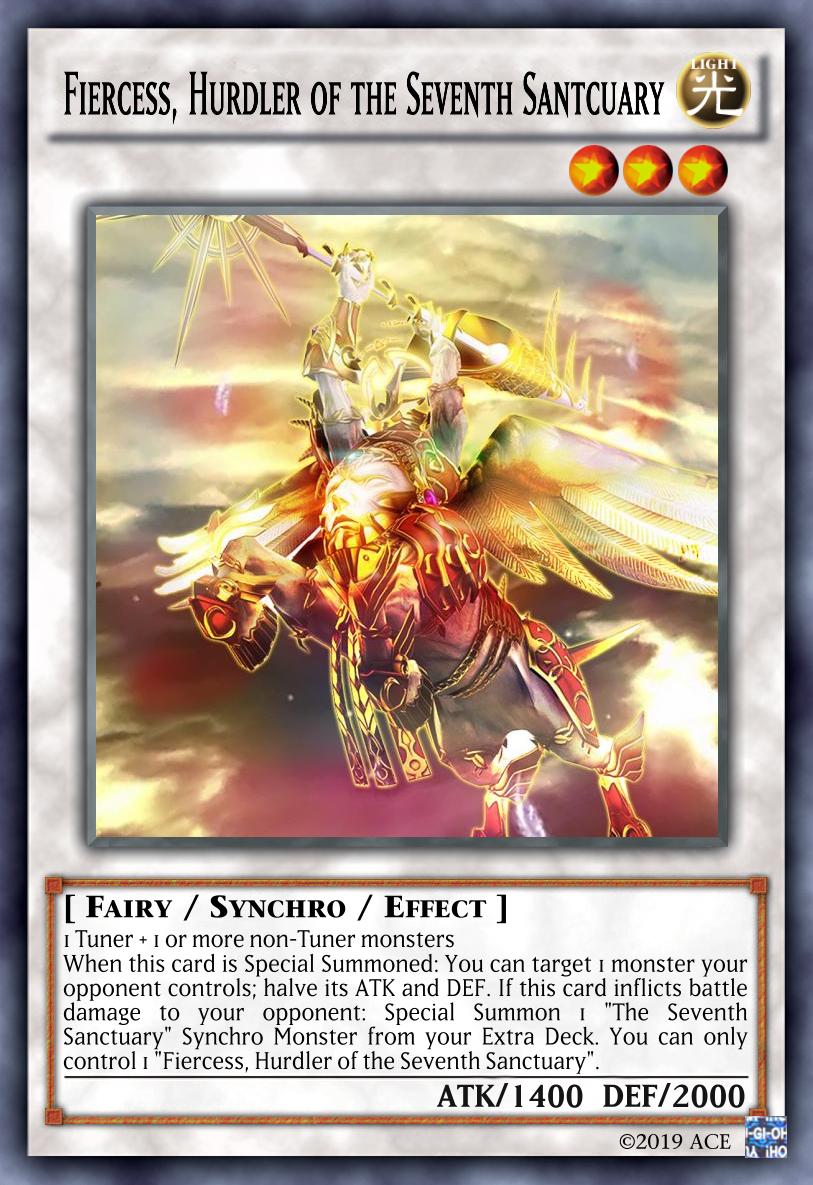 Fiercess, Hurdler of the Seventh Santcuary
LIGHT
光
[ Fairy / Synchro / Effect ]
1 Tuner + 1 or more non-Tuner monsters
When this card is Special Summoned: You can target 1 monster your
opponent controls; halve its ATK and DEF. If this card inflicts battle
damage to your opponent: Special Summon 1 "The Seventh
Sanctuary" Synchro Monster from your Extra Deck. You can only
control 1 "Fiercess, Hurdler of the Seventh Sanctuary".
ATK/1400 DEF/2000
©2019 ACE